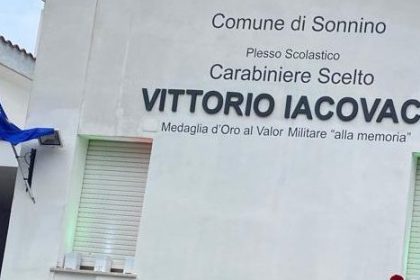 Comune di Sonnino
Plesso Scolastico
Carabiniere Scelto
VITTORIO IACOVAC
Medaglia d'Oro al Valor Militare "alla memoria"